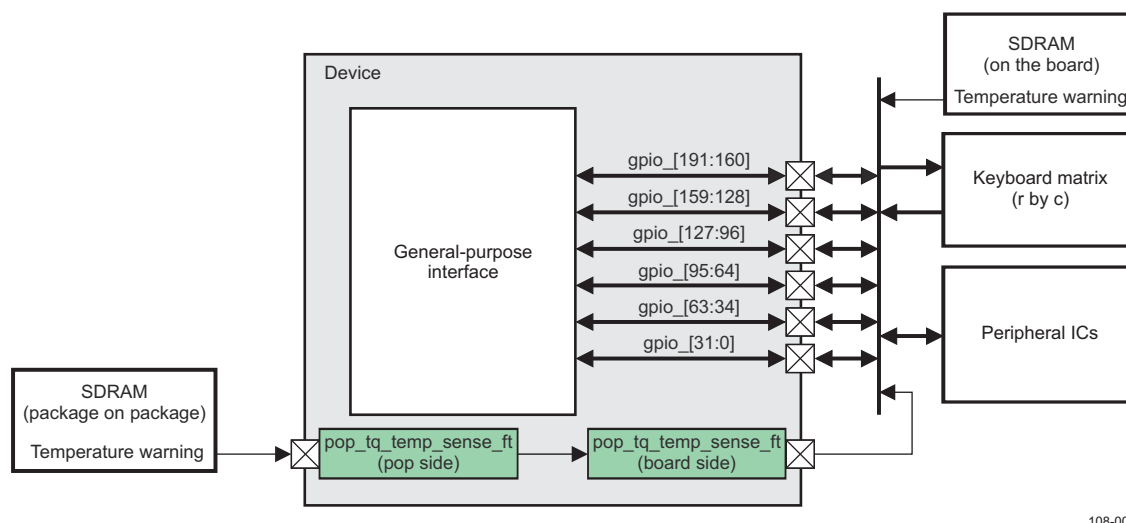 SDRAM
(on the board)
Temperature warning
Device
gpio_[191:160]
Keyboard matrix
(r by c)
gpio_[159:128]
General-purpose
interface
gpio_[127:96]
gpio_[95:64]
gpio_[63:34]
Peripheral ICs
gpio_[31:0]
SDRAM
(package on package)
Temperature warning
pop_tq_temp_sense_ft
(pop side)
pop_tq_temp_sense_ft
(board side)